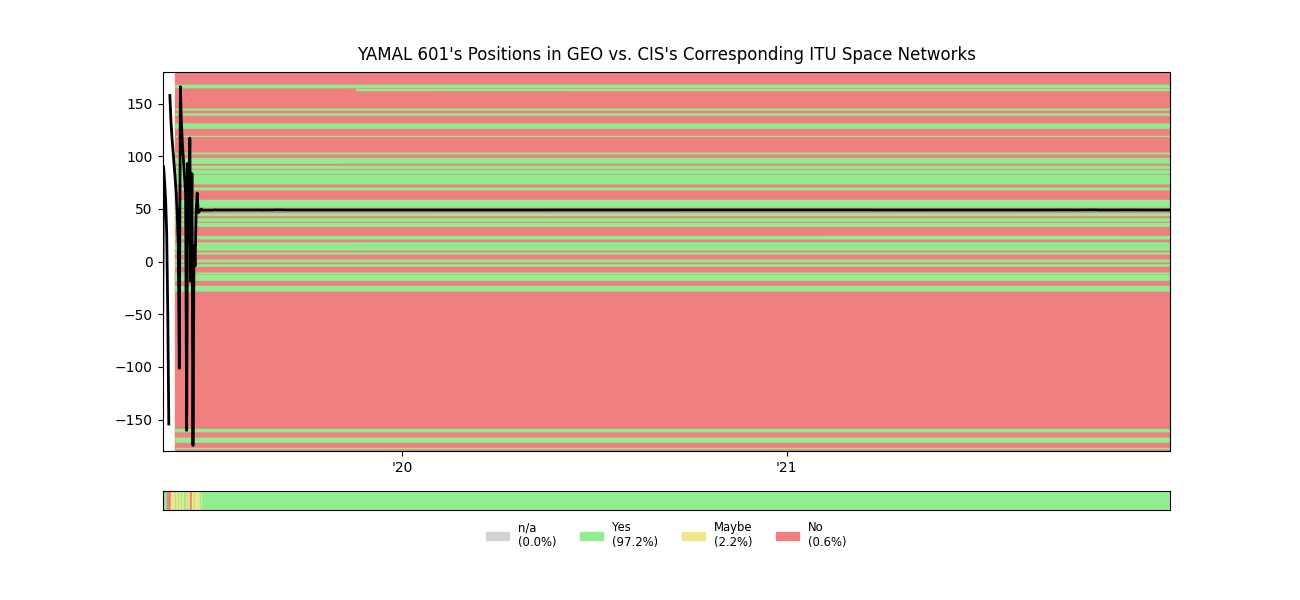 YAMAL 601's Positions in GEO vs. CIS's Corresponding ITU Space Networks
150
100
50
0
−50
−100
−150
'20
'21
n/a
(0.0%)
Yes
(97.2%)
Maybe
(2.2%)
No
(0.6%)